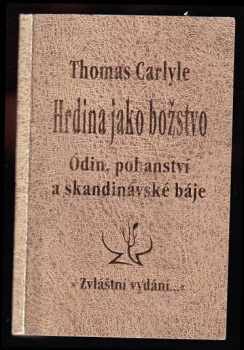 Thomas Carlyle
Hrdina jako božstvo
Odin, pohanství
a skandinávské báje
» Zvláštní vydání... «